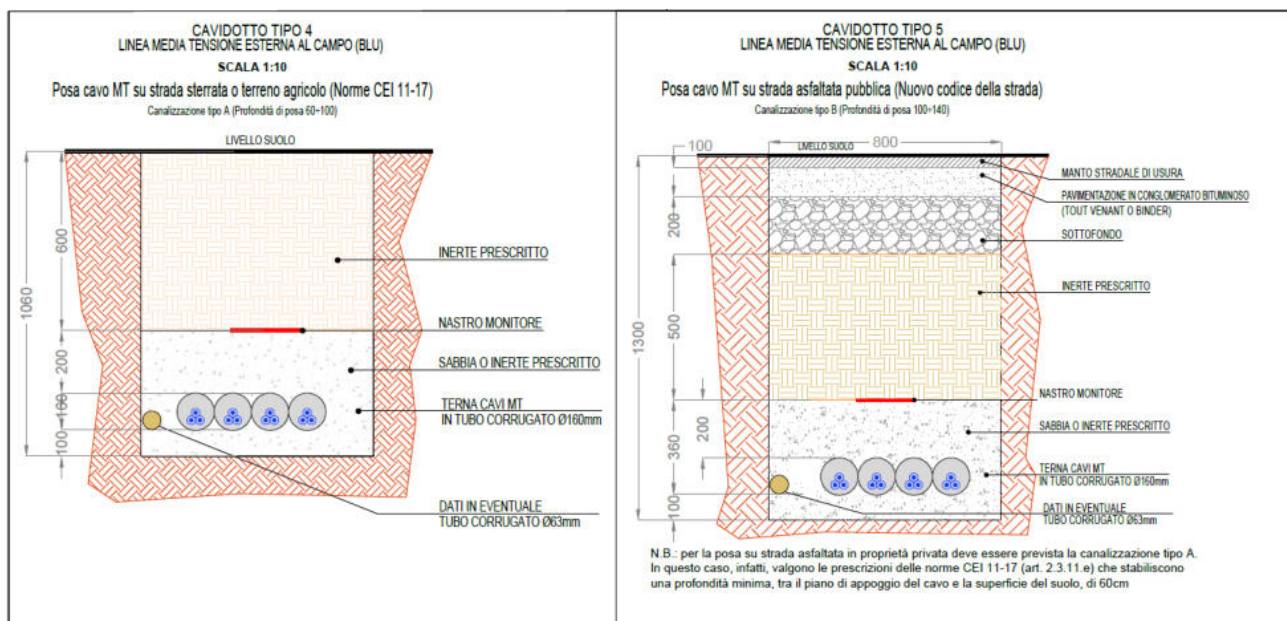 CAVIDOTTO TIPO 4
LINEA MEDIA TENSIONE ESTERNA AL CAMPO (BLU)
SCALA 1:10
Posa cavo MT su strada sterrata o terreno agricolo (Norme CEI 11-17)
Canalizzazione tipo A (Profondità di posa 60÷100)
LIVELLO SUOLO
1060
600
200
160
100
INERTE PRESCRITTO
NASTRO MONITORE
SABBIA O INERTE PRESCRITTO
TERNA CAVI MT
IN TUBO CORRUGATO Ø160mm
DATI IN EVENTUALE
TUBO CORRUGATO Ø63mm
CAVIDOTTO TIPO 5
LINEA MEDIA TENSIONE ESTERNA AL CAMPO (BLU)
SCALA 1:10
Posa cavo MT su strada asfaltata pubblica (Nuovo codice della strada)
Canalizzazione tipo B (Profondità di posa 100÷140)
LIVELLO SUOLO
800
100
200
500
1300
360
200
100
MANTO STRADALE DI USURA
PAVIMENTAZIONE IN CONGLOMERATO BITUMINOSO
(TOUT VENANT O BINDER)
SOTTOFONDO
INERTE PRESCRITTO
NASTRO MONITORE
SABBIA O INERTE PRESCRITTO
TERNA CAVI MT
IN TUBO CORRUGATO Ø160mm
DATI IN EVENTUALE
TUBO CORRUGATO Ø63mm
N.B.: per la posa su strada asfaltata in proprietà privata deve essere prevista la canalizzazione tipo A.
In questo caso, infatti, valgono le prescrizioni delle norme CEI 11-17 (art. 2.3.11.e) che stabiliscono
una profondità minima, tra il piano di appoggio del cavo e la superficie del suolo, di 60cm